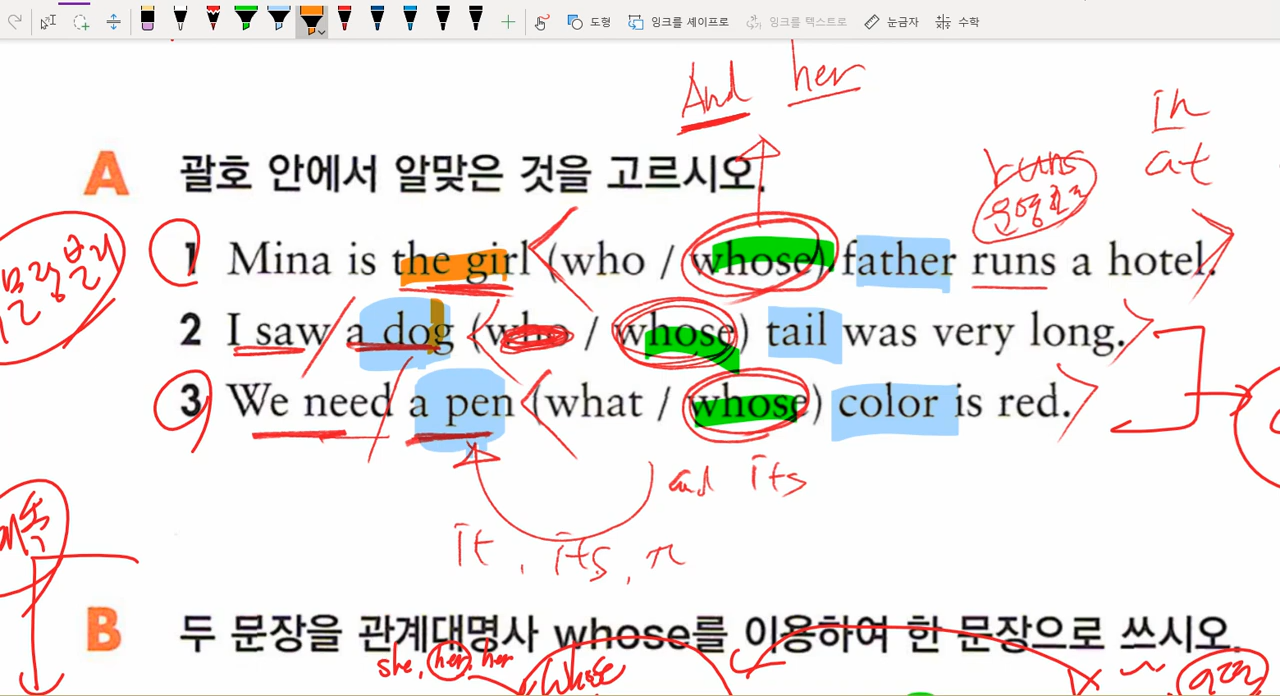 도형 잉크를 셰이프로 잉크를 텍스트로 눈금자 수학
And her
in
at
A 괄호 안에서 알맞은 것을 고르시오.
runs
운영하고
1 Mina is the girl (who / whose) father runs a hotel.
2 I saw a dog (who / whose) tail was very long.
3 We need a pen (what / whose) color is red.
and its
it, its,
B 두 문장을 관계대명사 whose를 이용하여 한 문장으로 쓰시오.
she, her, her
whose